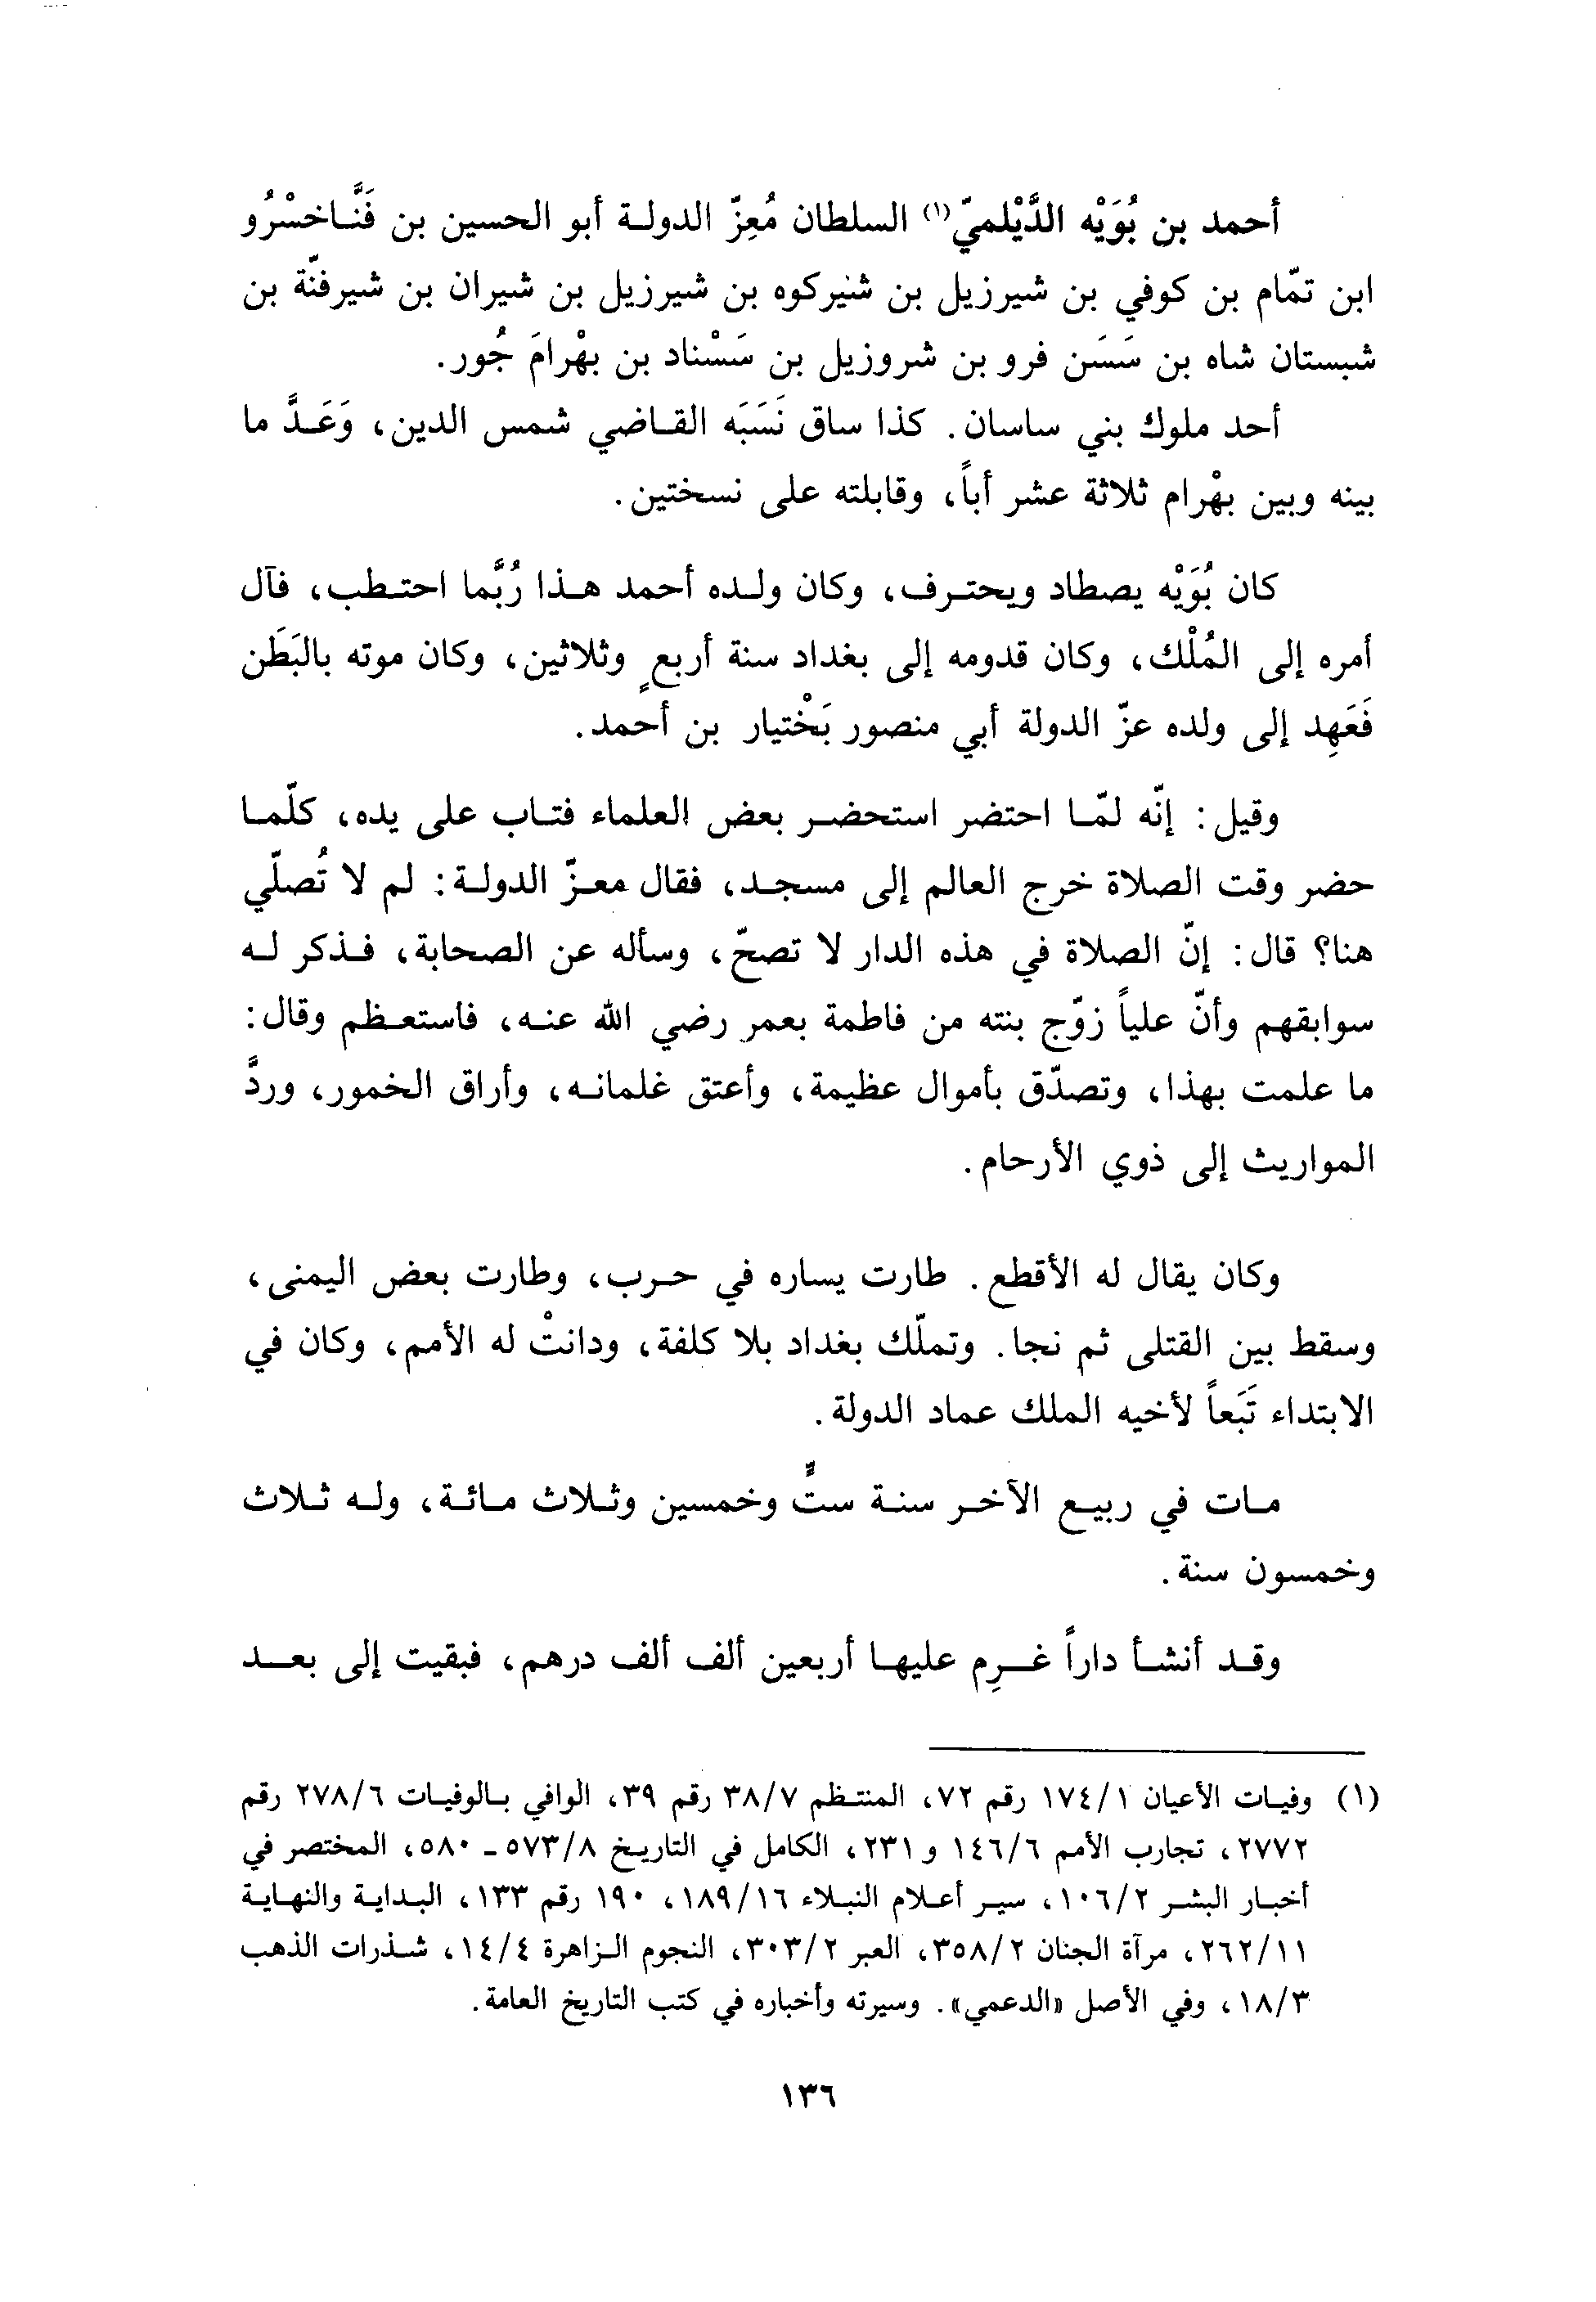 أحمد بن بُوَيْه الدَّيْلميّ(١) السلطان مُعِزّ الدولة أبو الحسين بن فَنَّاخسْرُو
ابن تمّام بن كوفي بن شيرزيل بن شنيركوه بن شيرزيل بن شيران بن شيرفنّة بن
شبستان شاه بن سَسَن فرو بن شروزيل بن سَسْناد بن بهْرامَ جُور.
أحد ملوك بني ساسان. كذا ساق نَسَبَه القاضي شمس الدين، وَعَدَّ ما
بينه وبين بهْرام ثلاثة عشر أباً، وقابلته على نسختين.
كان بُوَيْه يصطاد ويحترف، وكان ولده أحمد هذا رُبَّما احتطب، فآل
أمره إلى المُلْك، وكان قدومه إلى بغداد سنة أربعٍ وثلاثين، وكان موته بالبَطَن
فَعَهِد إلى ولده عزّ الدولة أبي منصور بَخْتيار بن أحمد.
وقيل: إنّه لمّا احتضر استحضر بعض العلماء فتاب على يده، كلّما
حضر وقت الصلاة خرج العالم إلى مسجد، فقال معزّ الدولة: لم لا تُصلّي
هنا؟ قال: إنّ الصلاة في هذه الدار لا تصحّ، وسأله عن الصحابة، فذكر له
سوابقهم وأنّ علياً زوّج بنته من فاطمة بعمر رضي الله عنه، فاستعظم وقال:
ما علمت بهذا، وتصدّق بأموال عظيمة، وأعتق غلمانه، وأراق الخمور، وردَّ
المواريث إلى ذوي الأرحام.
وكان يقال له الأقطع. طارت يساره في حرب، وطارت بعض اليمنى،
وسقط بين القتلى ثم نجا. وتملّك بغداد بلا كلفة، ودانتْ له الأمم، وكان في
الابتداء تَبَعاً لأخيه الملك عماد الدولة.
مات في ربيع الآخر سنة ستٍّ وخمسين وثلاث مائة، وله ثلاث
وخمسون سنة.
وقد أنشأ داراً غرِم عليها أربعين ألف ألف درهم، فبقيت إلى بعد
(١) وفيات الأعيان ١٧٤/١ رقم ٧٢، المنتظم ٣٨/٧ رقم ٣٩، الوافي بالوفيات ٢٧٨/٦ رقم
٢٧٧٢، تجارب الأمم ١٤٦/٦ و٢٣١، الكامل في التاريخ ٥٧٣/٨ ـ ٥٨٠، المختصر في
أخبار البشر ١٠٦/٢، سير أعلام النبلاء ١٨٩/١٦، ١٩٠ رقم ١٣٣، البداية والنهاية
٢٦٢/١١، مرآة الجنان ٣٥٨/٢، العبر ٣٠٣/٢، النجوم الزاهرة ١٤/٤، شذرات الذهب
١٨/٣، وفي الأصل «الدعمي». وسيرته وأخباره في كتب التاريخ العامة.
١٣٦